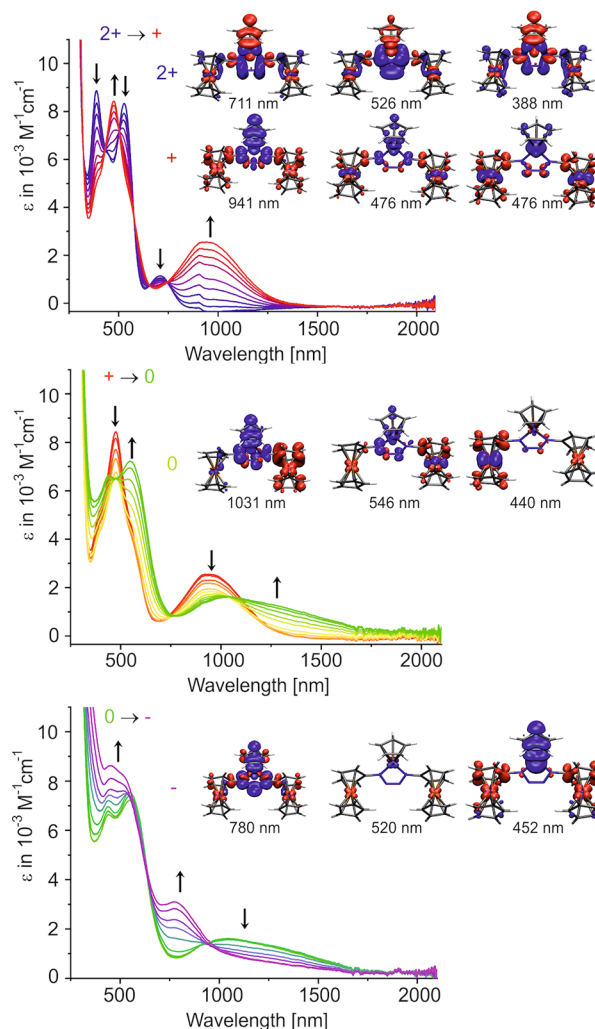 2+ → +
2+
711 nm
526 nm
388 nm
+
941 nm
476 nm
476 nm
ε in 10⁻³ M⁻¹cm⁻¹
10
8
6
4
2
0
500
1000
1500
2000
Wavelength [nm]
+ → 0
0
1031 nm
546 nm
440 nm
ε in 10⁻³ M⁻¹cm⁻¹
10
8
6
4
2
0
500
1000
1500
2000
Wavelength [nm]
0 → -
-
780 nm
520 nm
452 nm
ε in 10⁻³ M⁻¹cm⁻¹
10
8
6
4
2
0
500
1000
1500
2000
Wavelength [nm]